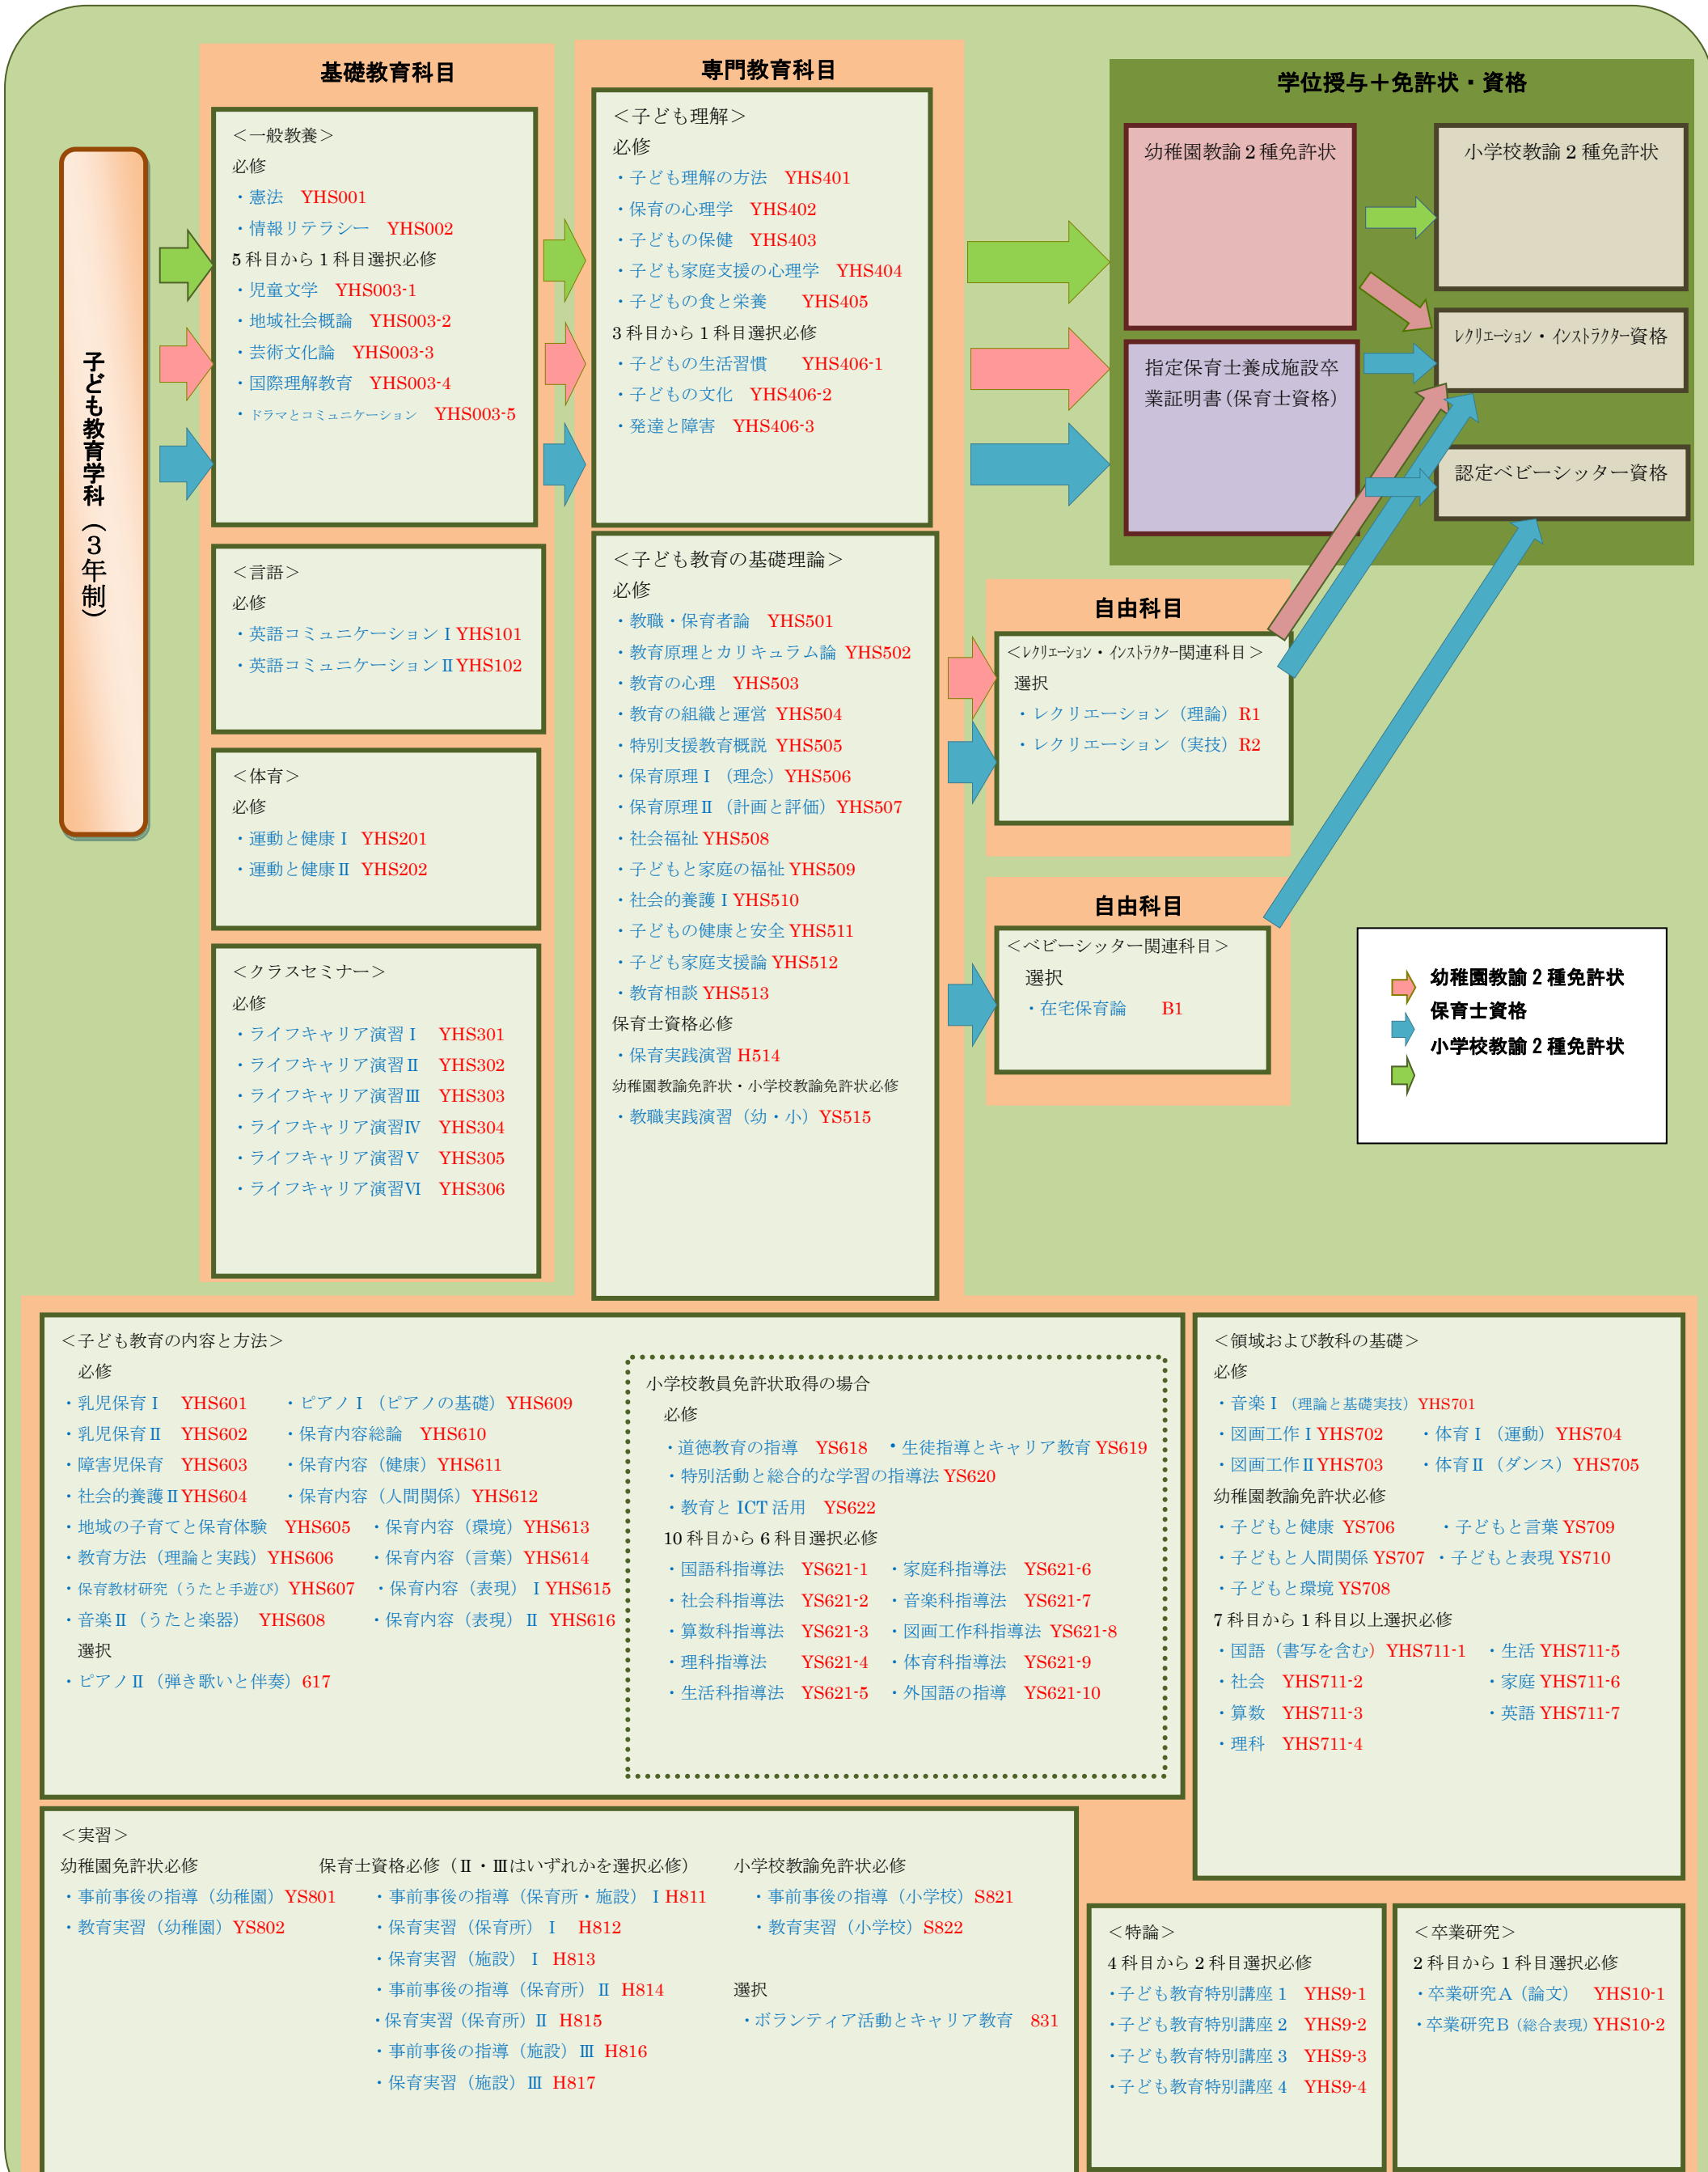 子ども教育学科（３年制）
基礎教育科目
＜一般教養＞
必修
・憲法　YHS001
・情報リテラシー　YHS002
5 科目から 1 科目選択必修
・児童文学　YHS003-1
・地域社会概論　YHS003-2
・芸術文化論　YHS003-3
・国際理解教育　YHS003-4
・ドラマとコミュニケーション　YHS003-5
＜言語＞
必修
・英語コミュニケーションⅠ YHS101
・英語コミュニケーションⅡ YHS102
＜体育＞
必修
・運動と健康Ⅰ YHS201
・運動と健康Ⅱ YHS202
＜クラスセミナー＞
必修
・ライフキャリア演習Ⅰ　YHS301
・ライフキャリア演習Ⅱ　YHS302
・ライフキャリア演習Ⅲ　YHS303
・ライフキャリア演習Ⅳ　YHS304
・ライフキャリア演習Ⅴ　YHS305
・ライフキャリア演習Ⅵ　YHS306
専門教育科目
＜子ども理解＞
必修
・子ども理解の方法　YHS401
・保育の心理学　YHS402
・子どもの保健　YHS403
・子ども家庭支援の心理学　YHS404
・子どもの食と栄養　　YHS405
3 科目から 1 科目選択必修
・子どもの生活習慣　　YHS406-1
・子どもの文化　YHS406-2
・発達と障害　YHS406-3
＜子ども教育の基礎理論＞
必修
・教職・保育者論　YHS501
・教育原理とカリキュラム論 YHS502
・教育の心理　YHS503
・教育の組織と運営 YHS504
・特別支援教育概説 YHS505
・保育原理Ⅰ（理念）YHS506
・保育原理Ⅱ（計画と評価）YHS507
・社会福祉 YHS508
・子どもと家庭の福祉 YHS509
・社会的養護Ⅰ YHS510
・子どもの健康と安全 YHS511
・子ども家庭支援論 YHS512
・教育相談 YHS513
保育士資格必修
・保育実践演習 H514
幼稚園教諭免許状・小学校教諭免許状必修
・教職実践演習（幼・小）YS515
学位授与＋免許状・資格
幼稚園教諭 2 種免許状
小学校教諭 2 種免許状
指定保育士養成施設卒
業証明書（保育士資格）
ﾚｸﾘｴｰｼｮﾝ・ｲﾝｽﾄﾗｸﾀｰ資格
認定ベビーシッター資格
自由科目
＜ﾚｸﾘｴｰｼｮﾝ・ｲﾝｽﾄﾗｸﾀｰ関連科目＞
選択
・レクリエーション（理論）R1
・レクリエーション（実技）R2
自由科目
＜ベビーシッター関連科目＞
選択
・在宅保育論　　B1
幼稚園教諭 2 種免許状
保育士資格
小学校教諭 2 種免許状
＜子ども教育の内容と方法＞
必修
・乳児保育Ⅰ　YHS601　・ピアノⅠ（ピアノの基礎）YHS609
・乳児保育Ⅱ　YHS602　・保育内容総論　YHS610
・障害児保育　YHS603　・保育内容（健康）YHS611
・社会的養護Ⅱ YHS604　・保育内容（人間関係）YHS612
・地域の子育てと保育体験　YHS605　・保育内容（環境）YHS613
・教育方法（理論と実践）YHS606　・保育内容（言葉）YHS614
・保育教材研究（うたと手遊び）YHS607　・保育内容（表現）Ⅰ YHS615
・音楽Ⅱ（うたと楽器）　YHS608　・保育内容（表現）Ⅱ　YHS616
選択
・ピアノⅡ（弾き歌いと伴奏）617
小学校教員免許状取得の場合
必修
・道徳教育の指導　YS618　・生徒指導とキャリア教育 YS619
・特別活動と総合的な学習の指導法 YS620
・教育と ICT 活用　YS622
10 科目から 6 科目選択必修
・国語科指導法　YS621-1　・家庭科指導法　YS621-6
・社会科指導法　YS621-2　・音楽科指導法　YS621-7
・算数科指導法　YS621-3　・図画工作科指導法 YS621-8
・理科指導法　　YS621-4　・体育科指導法　YS621-9
・生活科指導法　YS621-5　・外国語の指導　YS621-10
＜領域および教科の基礎＞
必修
・音楽Ⅰ（理論と基礎実技）YHS701
・図画工作Ⅰ YHS702　・体育Ⅰ（運動）YHS704
・図画工作Ⅱ YHS703　・体育Ⅱ（ダンス）YHS705
幼稚園教諭免許状必修
・子どもと健康 YS706　・子どもと言葉 YS709
・子どもと人間関係 YS707　・子どもと表現 YS710
・子どもと環境 YS708
7 科目から 1 科目以上選択必修
・国語（書写を含む）YHS711-1　・生活 YHS711-5
・社会　YHS711-2　・家庭 YHS711-6
・算数　YHS711-3　・英語 YHS711-7
・理科　YHS711-4
＜実習＞
幼稚園免許状必修
・事前事後の指導（幼稚園）YS801
・教育実習（幼稚園）YS802
保育士資格必修（Ⅱ・Ⅲはいずれかを選択必修）
・事前事後の指導（保育所・施設）Ⅰ H811
・保育実習（保育所）Ⅰ　H812
・保育実習（施設）Ⅰ H813
・事前事後の指導（保育所）Ⅱ H814
・保育実習（保育所）Ⅱ H815
・事前事後の指導（施設）Ⅲ H816
・保育実習（施設）Ⅲ H817
小学校教諭免許状必修
・事前事後の指導（小学校）S821
・教育実習（小学校）S822
選択
・ボランティア活動とキャリア教育　831
＜特論＞
4 科目から 2 科目選択必修
・子ども教育特別講座 1　YHS9-1
・子ども教育特別講座 2　YHS9-2
・子ども教育特別講座 3　YHS9-3
・子ども教育特別講座 4　YHS9-4
＜卒業研究＞
2 科目から 1 科目選択必修
・卒業研究Ａ（論文）　YHS10-1
・卒業研究Ｂ（総合表現）YHS10-2